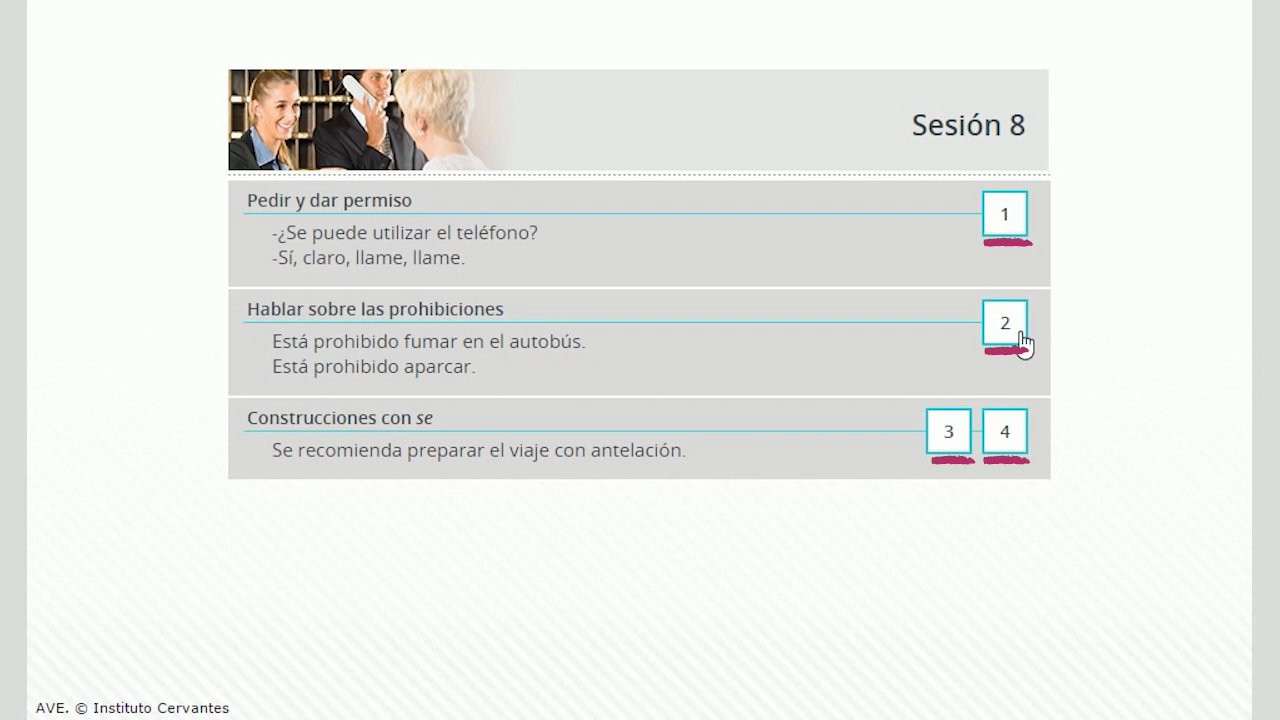 Sesión 8
Pedir y dar permiso
1
-¿Se puede utilizar el teléfono?
-Sí, claro, llame, llame.
Hablar sobre las prohibiciones
2
Está prohibido fumar en el autobús.
Está prohibido aparcar.
Construcciones con se
3 4
Se recomienda preparar el viaje con antelación.
AVE. © Instituto Cervantes